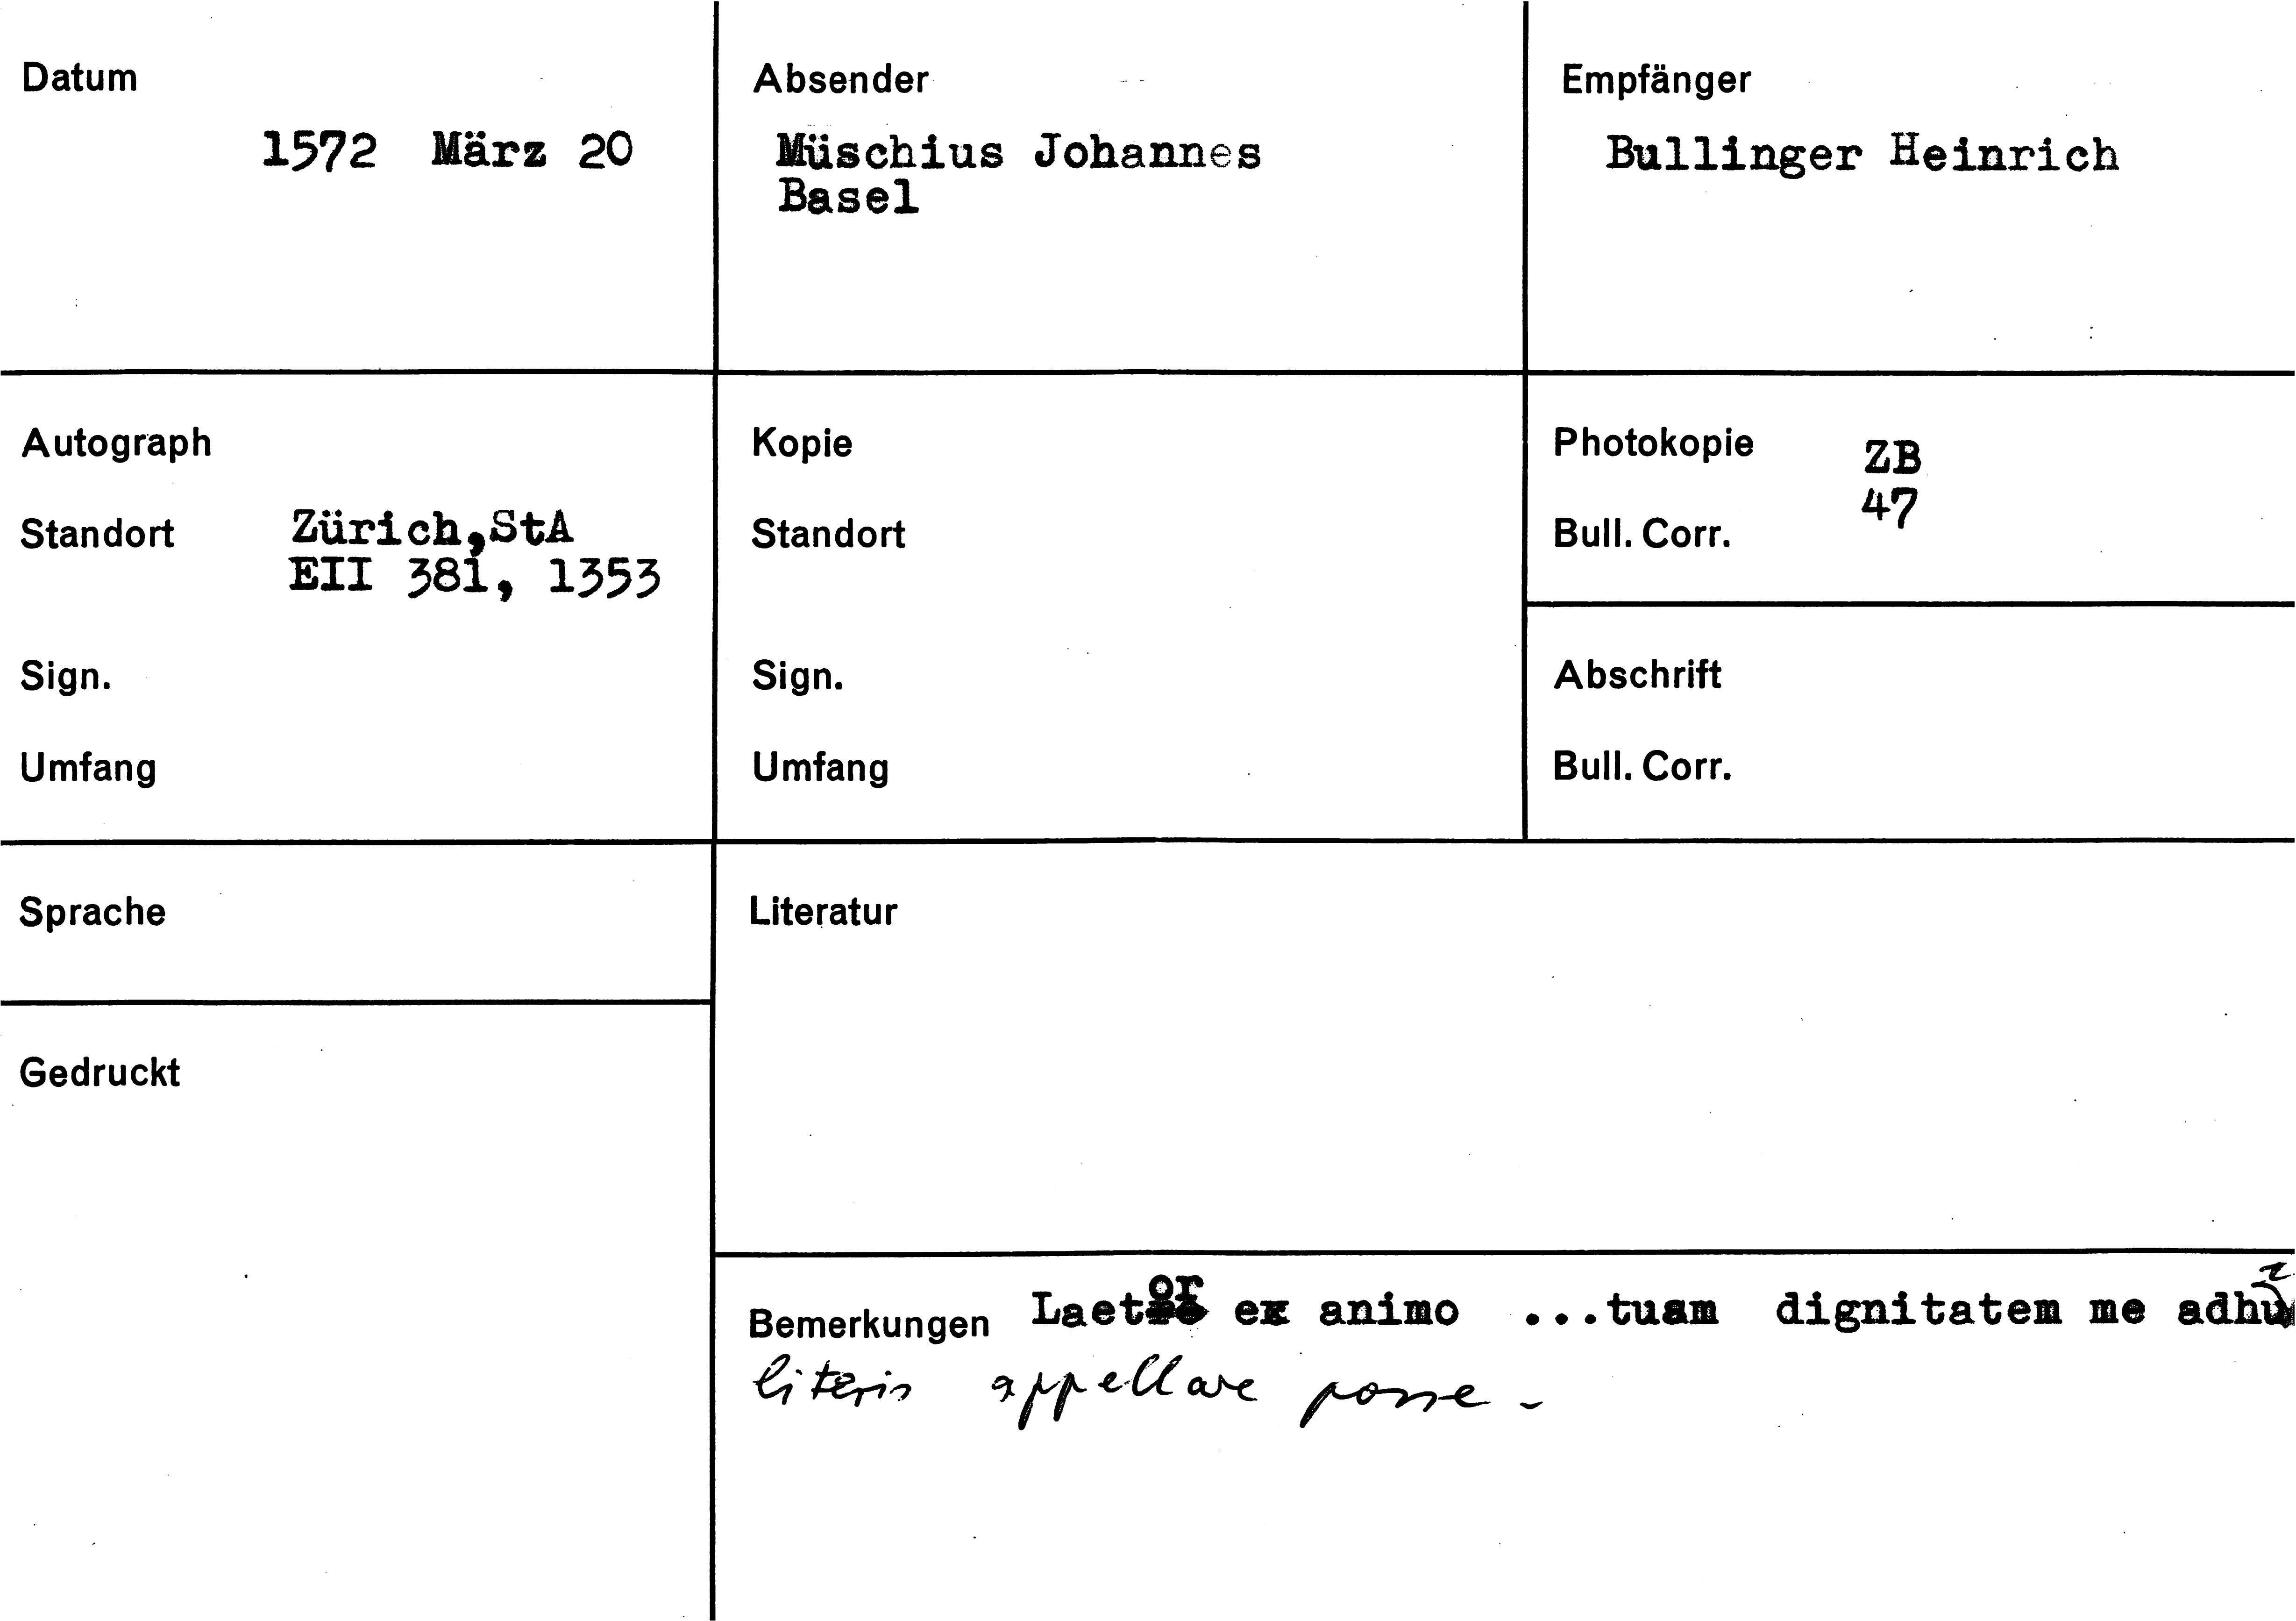 Datum
1572 März 20
Absender
Müschius Johannes
Basel
Empfänger
Bullinger Heinrich
Autograph
Standort
Zürich,StA
EII 381, 1353
Sign.
Umfang
Kopie
Standort
Sign.
Umfang
Photokopie
ZB
Bull. Corr.
47
Abschrift
Bull. Corr.
Sprache
Gedruckt
Literatur
Bemerkungen Laetor ex animo ...tuam dignitatem me
literis appellare posse.